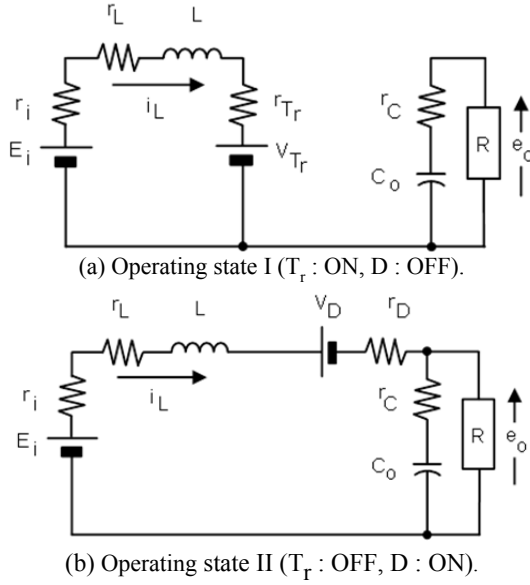 r_L L
r_i i_L r_Tr r_C
E_i V_Tr C_o R e_o
(a) Operating state I (T_r : ON, D : OFF).
r_L L V_D r_D
r_i i_L r_C
E_i C_o R e_o
(b) Operating state II (T_r : OFF, D : ON).